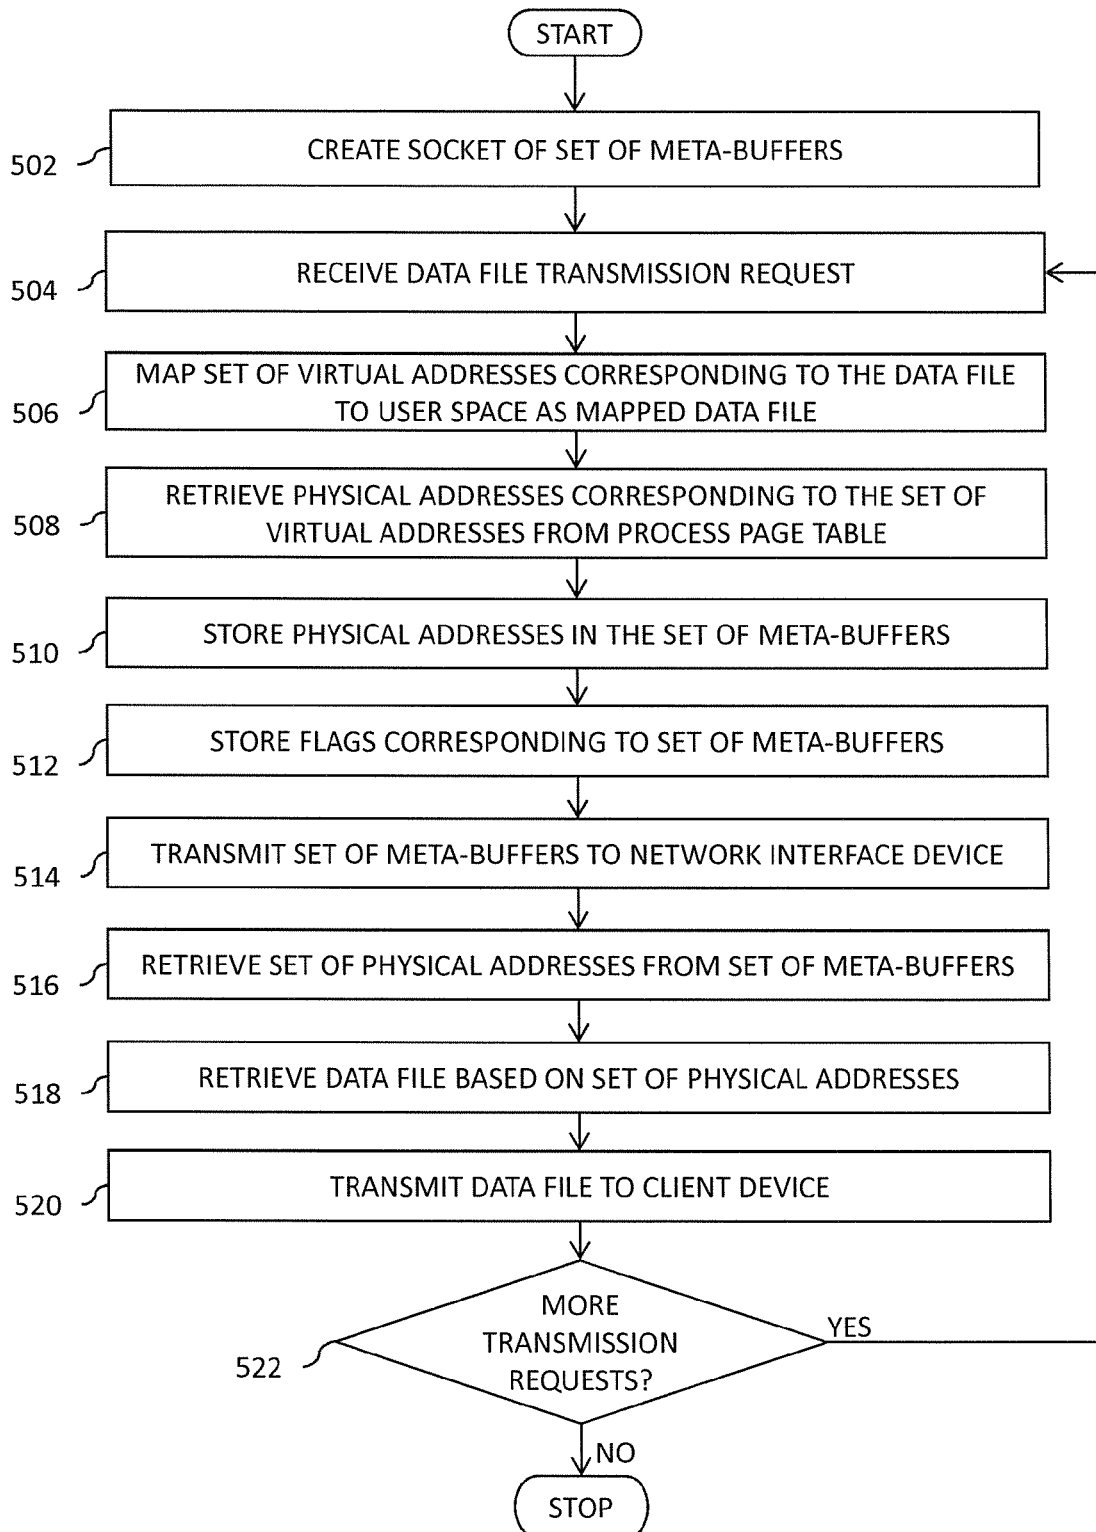 START
502
CREATE SOCKET OF SET OF META-BUFFERS
504
RECEIVE DATA FILE TRANSMISSION REQUEST
506
MAP SET OF VIRTUAL ADDRESSES CORRESPONDING TO THE DATA FILE
TO USER SPACE AS MAPPED DATA FILE
508
RETRIEVE PHYSICAL ADDRESSES CORRESPONDING TO THE SET OF
VIRTUAL ADDRESSES FROM PROCESS PAGE TABLE
510
STORE PHYSICAL ADDRESSES IN THE SET OF META-BUFFERS
512
STORE FLAGS CORRESPONDING TO SET OF META-BUFFERS
514
TRANSMIT SET OF META-BUFFERS TO NETWORK INTERFACE DEVICE
516
RETRIEVE SET OF PHYSICAL ADDRESSES FROM SET OF META-BUFFERS
518
RETRIEVE DATA FILE BASED ON SET OF PHYSICAL ADDRESSES
520
TRANSMIT DATA FILE TO CLIENT DEVICE
522
MORE
TRANSMISSION
REQUESTS?
YES
NO
STOP